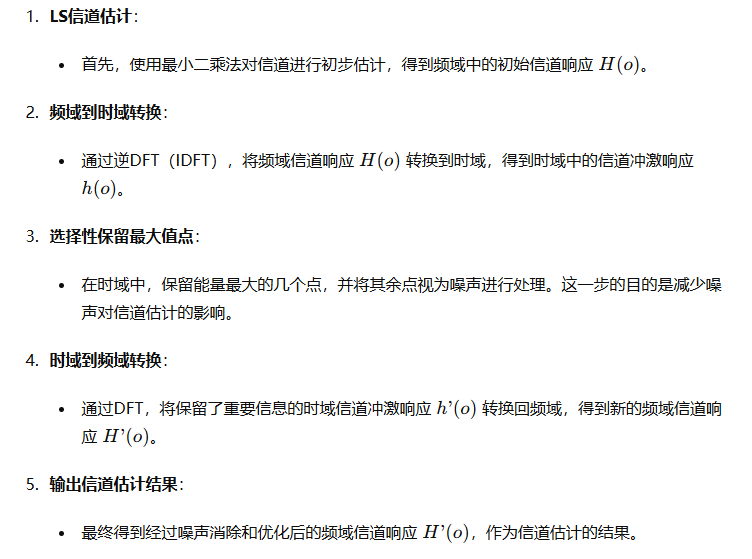 1. LS信道估计：
• 首先，使用最小二乘法对信道进行初步估计，得到频域中的初始信道响应 H(o)。
2. 频域到时域转换：
• 通过逆DFT（IDFT），将频域信道响应 H(o) 转换到时域，得到时域中的信道冲激响应
h(o)。
3. 选择性保留最大值点：
• 在时域中，保留能量最大的几个点，并将其余点视为噪声进行处理。这一步的目的是减少噪
声对信道估计的影响。
4. 时域到频域转换：
• 通过DFT，将保留了重要信息的时域信道冲激响应 h’(o) 转换回频域，得到新的频域信道响
应 H’(o)。
5. 输出信道估计结果：
• 最终得到经过噪声消除和优化后的频域信道响应 H’(o)，作为信道估计的结果。